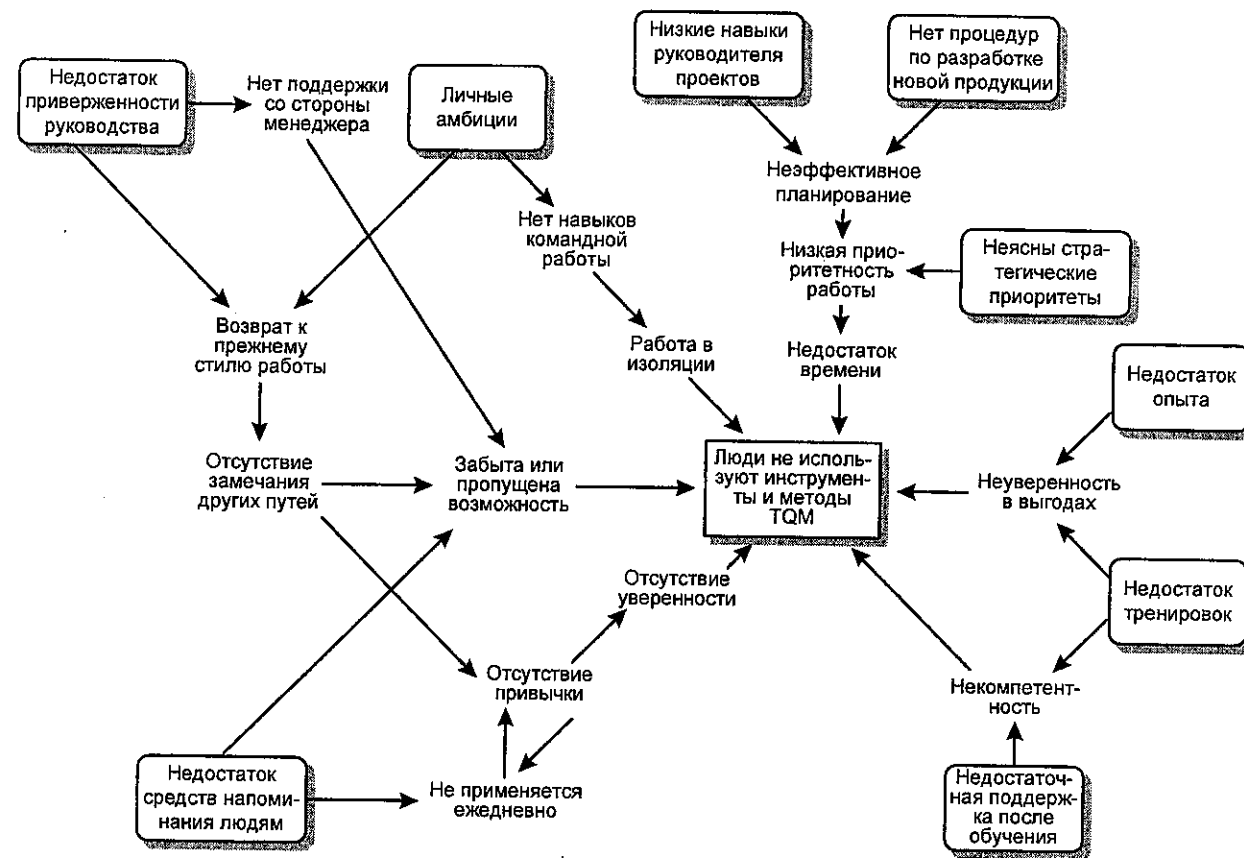 Низкие навыки
руководителя
проектов
Нет процедур
по разработке
новой продукции
Недостаток
приверженности
руководства
Нет поддержки
со стороны
менеджера
Личные
амбиции
Неэффективное
планирование
Нет навыков
командной
работы
Низкая прио-
ритетность
работы
Неясны стра-
тегические
приоритеты
Возврат к
прежнему
стилю работы
Работа в
изоляции
Недостаток
времени
Недостаток
опыта
Отсутствие
замечания
других путей
Забыта или
пропущена
возможность
Люди не исполь-
зуют инструмен-
ты и методы
TQM
Неуверенность
в выгодах
Отсутствие
уверенности
Недостаток
тренировок
Отсутствие
привычки
Некомпетент-
ность
Недостаток
средств напоми-
нания людям
Не применяется
ежедневно
Недостаточ-
ная поддерж-
ка после
обучения